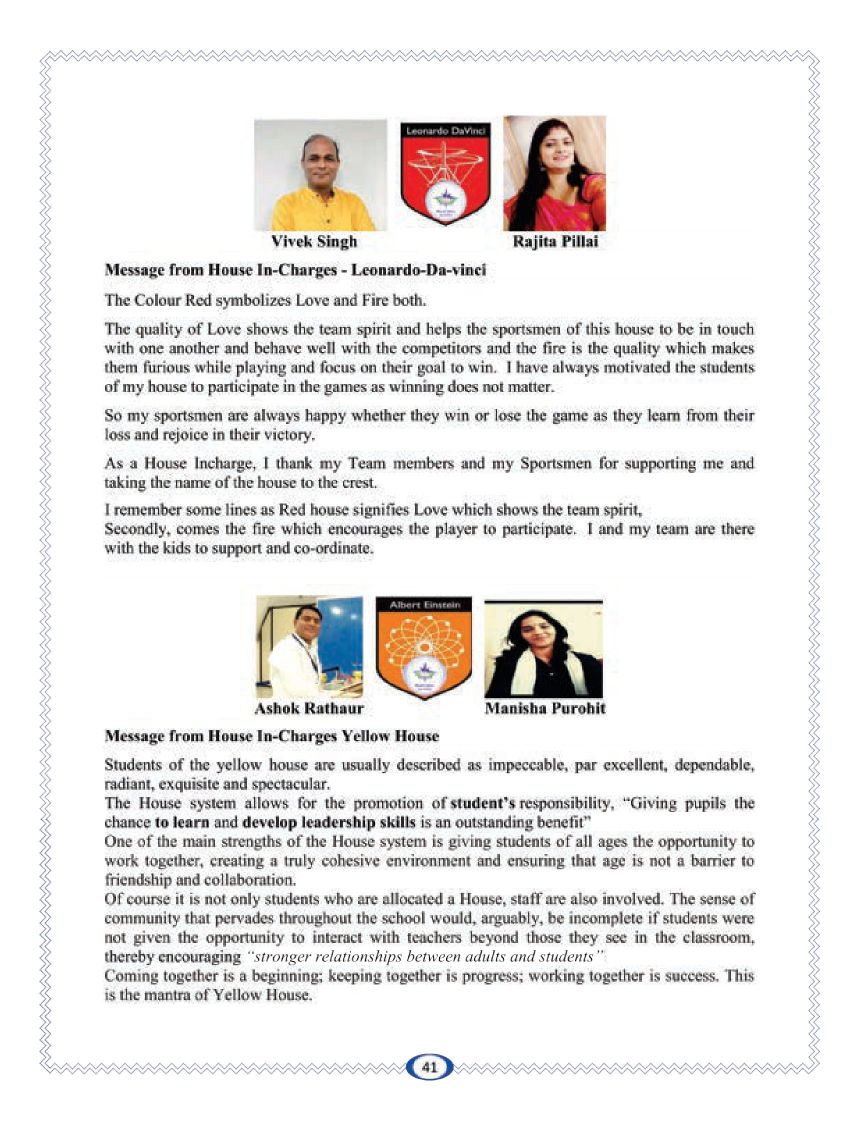 Leonardo DaVinci
Vivek Singh
Rajita Pillai
Message from House In-Charges - Leonardo-Da-vinci
The Colour Red symbolizes Love and Fire both.
The quality of Love shows the team spirit and helps the sportsmen of this house to be in touch
with one another and behave well with the competitors and the fire is the quality which makes
them furious while playing and focus on their goal to win. I have always motivated the students
of my house to participate in the games as winning does not matter.
So my sportsmen are always happy whether they win or lose the game as they learn from their
loss and rejoice in their victory.
As a House Incharge, I thank my Team members and my Sportsmen for supporting me and
taking the name of the house to the crest.
I remember some lines as Red house signifies Love which shows the team spirit,
Secondly, comes the fire which encourages the player to participate. I and my team are there
with the kids to support and co-ordinate.
Albert Einstein
Ashok Rathaur
Manisha Purohit
Message from House In-Charges Yellow House
Students of the yellow house are usually described as impeccable, par excellent, dependable,
radiant, exquisite and spectacular.
The House system allows for the promotion of student’s responsibility, “Giving pupils the
chance to learn and develop leadership skills is an outstanding benefit”
One of the main strengths of the House system is giving students of all ages the opportunity to
work together, creating a truly cohesive environment and ensuring that age is not a barrier to
friendship and collaboration.
Of course it is not only students who are allocated a House, staff are also involved. The sense of
community that pervades throughout the school would, arguably, be incomplete if students were
not given the opportunity to interact with teachers beyond those they see in the classroom,
thereby encouraging “stronger relationships between adults and students”
Coming together is a beginning; keeping together is progress; working together is success. This
is the mantra of Yellow House.
41